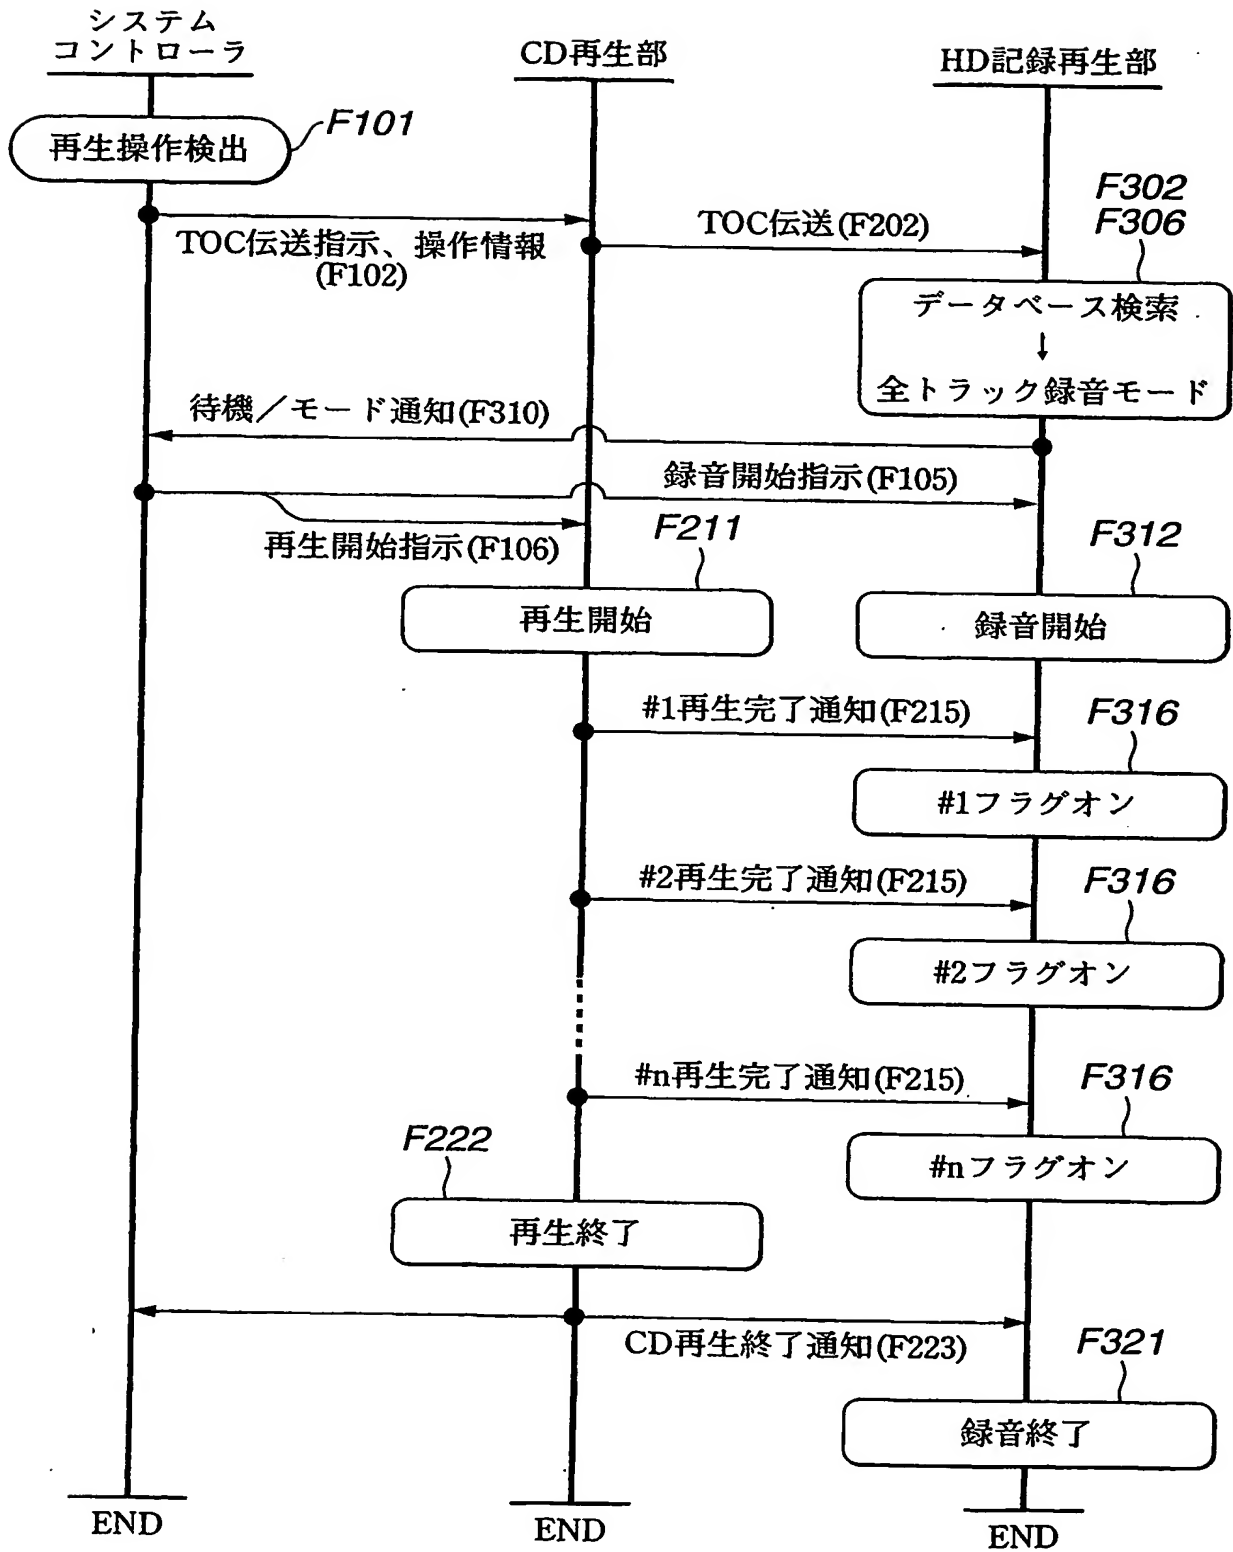 システム
コントローラ
CD再生部
HD記録再生部
再生操作検出
F101
TOC伝送指示、操作情報
(F102)
TOC伝送(F202)
F302
F306
データベース検索
↓
全トラック録音モード
待機／モード通知(F310)
録音開始指示(F105)
再生開始指示(F106)
F211
再生開始
F312
録音開始
#1再生完了通知(F215)
F316
#1フラグオン
#2再生完了通知(F215)
F316
#2フラグオン
#n再生完了通知(F215)
F316
#nフラグオン
F222
再生終了
CD再生終了通知(F223)
F321
録音終了
END
END
END